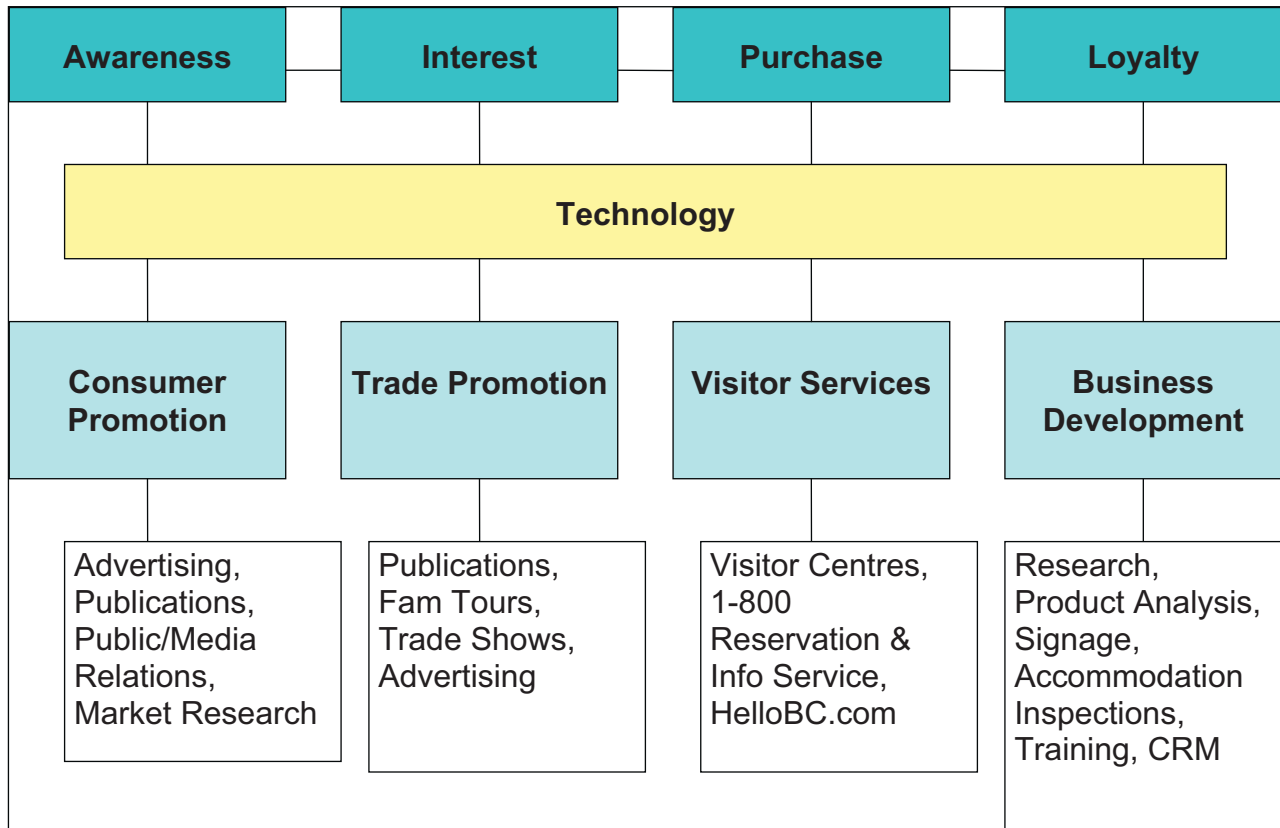 Awareness
Interest
Purchase
Loyalty
Technology
Consumer
Promotion
Trade Promotion
Visitor Services
Business
Development
Advertising,
Publications,
Public/Media
Relations,
Market Research
Publications,
Fam Tours,
Trade Shows,
Advertising
Visitor Centres,
1-800
Reservation &
Info Service,
HelloBC.com
Research,
Product Analysis,
Signage,
Accommodation
Inspections,
Training, CRM